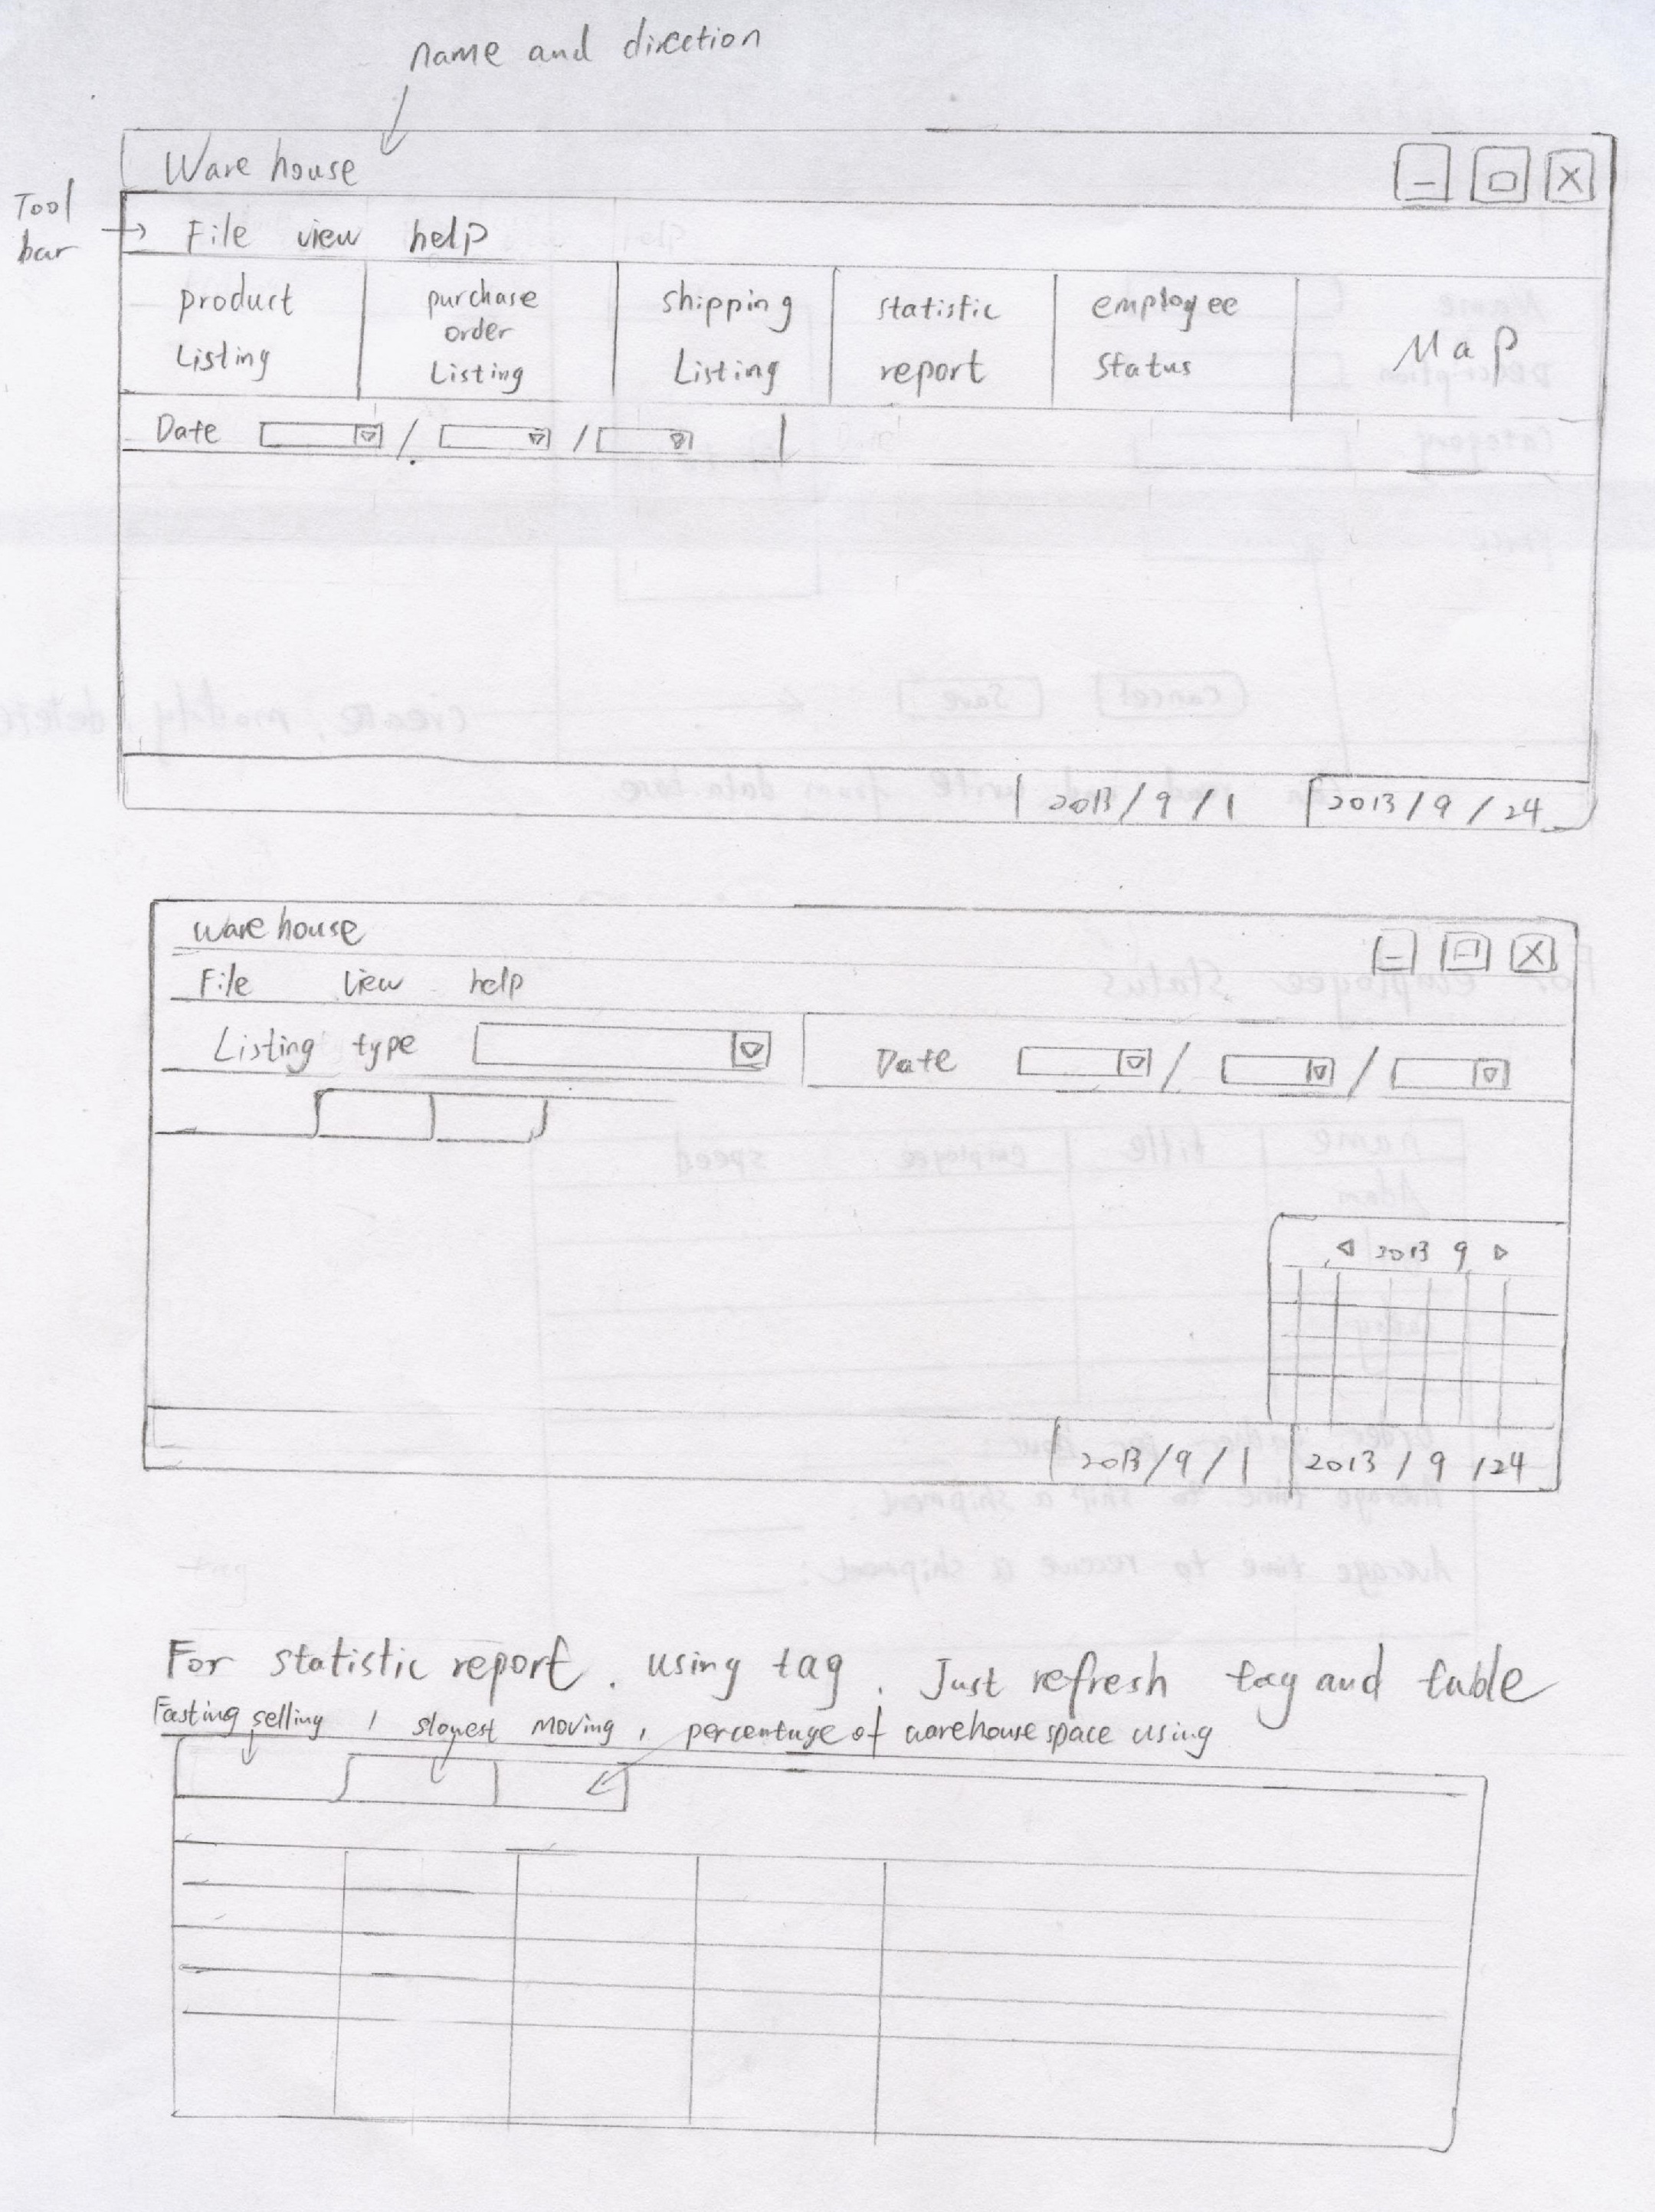 name and direction
Ware house
Tool
bar
File view help
product
Listing
purchase
order
Listing
shipping
Listing
statistic
report
employee
status
Map
Date / /
2013/9/1 2013/9/24
ware house
File view help
Listing type
Date / /
2013 9
2013/9/1 2013/9/24
For statistic report. using tag. Just refresh tag and table
Fasting selling, slowest moving, percentage of warehouse space using